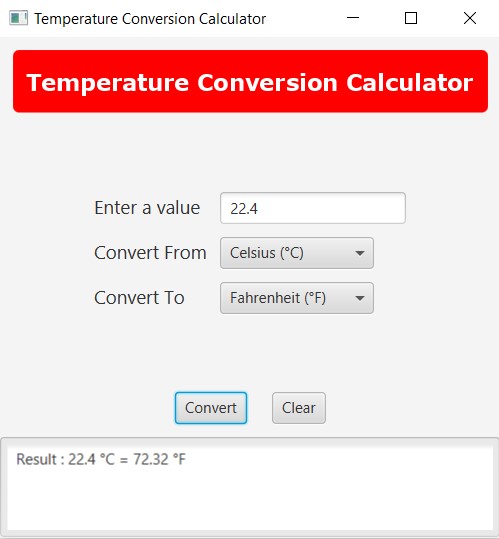 Temperature Conversion Calculator
Temperature Conversion Calculator
Enter a value 22.4
Convert From Celsius (°C)
Convert To Fahrenheit (°F)
Convert Clear
Result : 22.4 °C = 72.32 °F